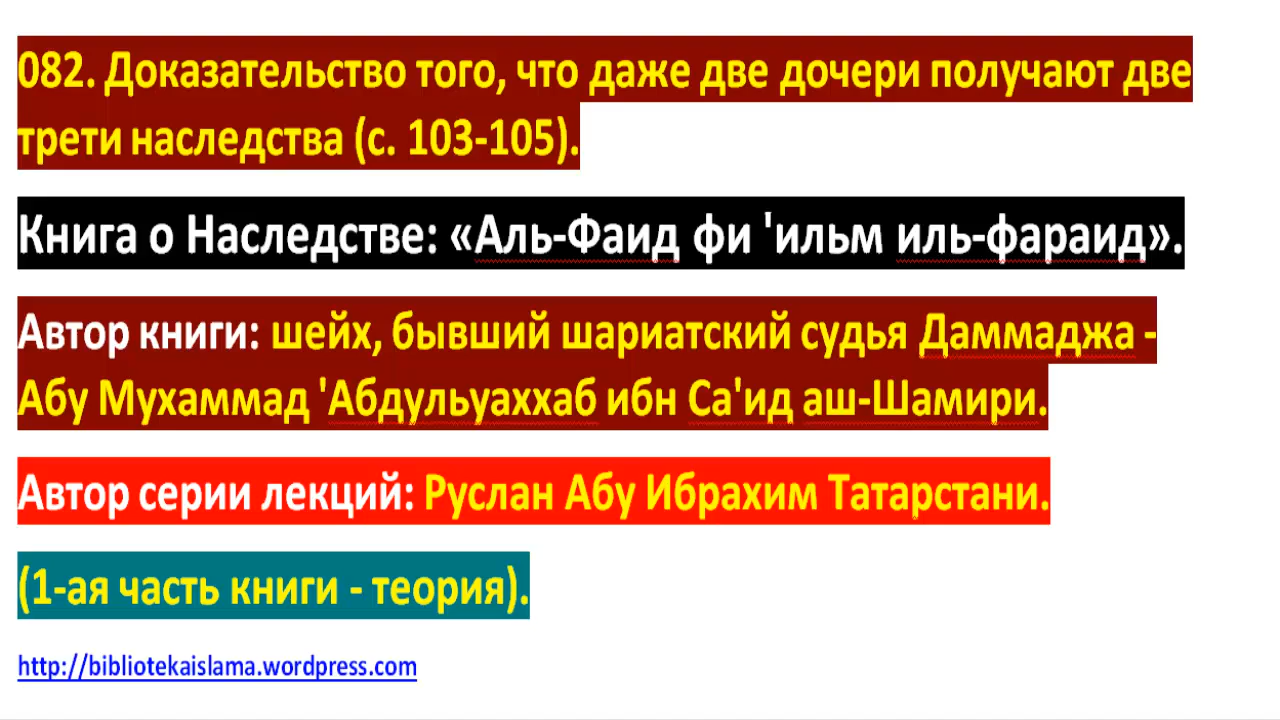 082. Доказательство того, что даже две дочери получают две
трети наследства (с. 103-105).
Книга о Наследстве: «Аль-Фаид фи 'ильм иль-фараид».
Автор книги: шейх, бывший шариатский судья Даммаджа -
Абу Мухаммад 'Абдульуаххаб ибн Са'ид аш-Шамири.
Автор серии лекций: Руслан Абу Ибрахим Татарстани.
(1-ая часть книги - теория).
http://bibliotekaislama.wordpress.com